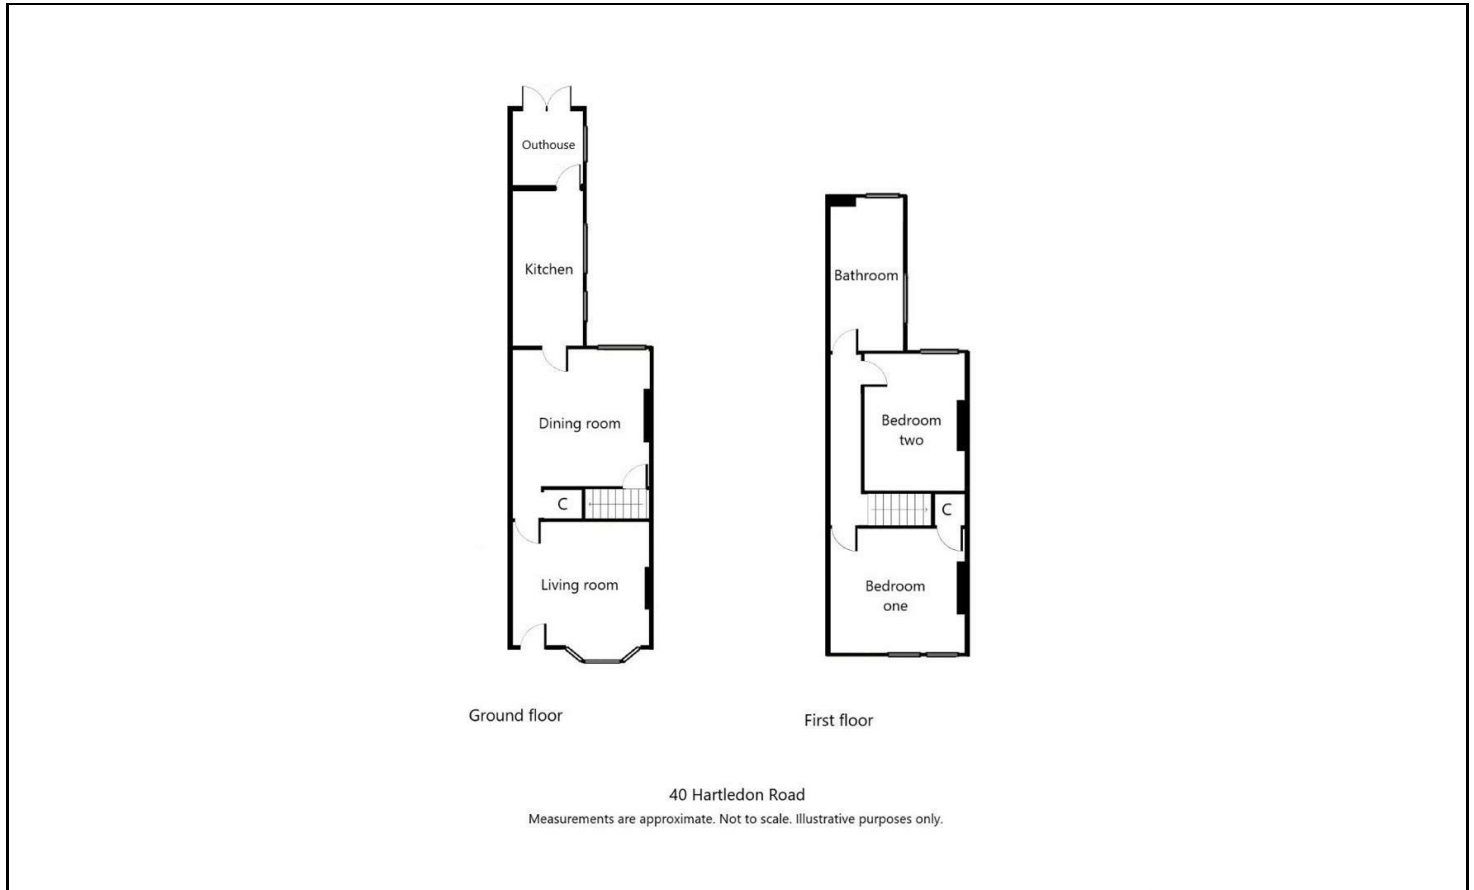 Outhouse
Kitchen
Dining room
C
Living room
Ground floor
Bathroom
Bedroom
two
C
Bedroom
one
First floor
40 Hartledon Road
Measurements are approximate. Not to scale. Illustrative purposes only.